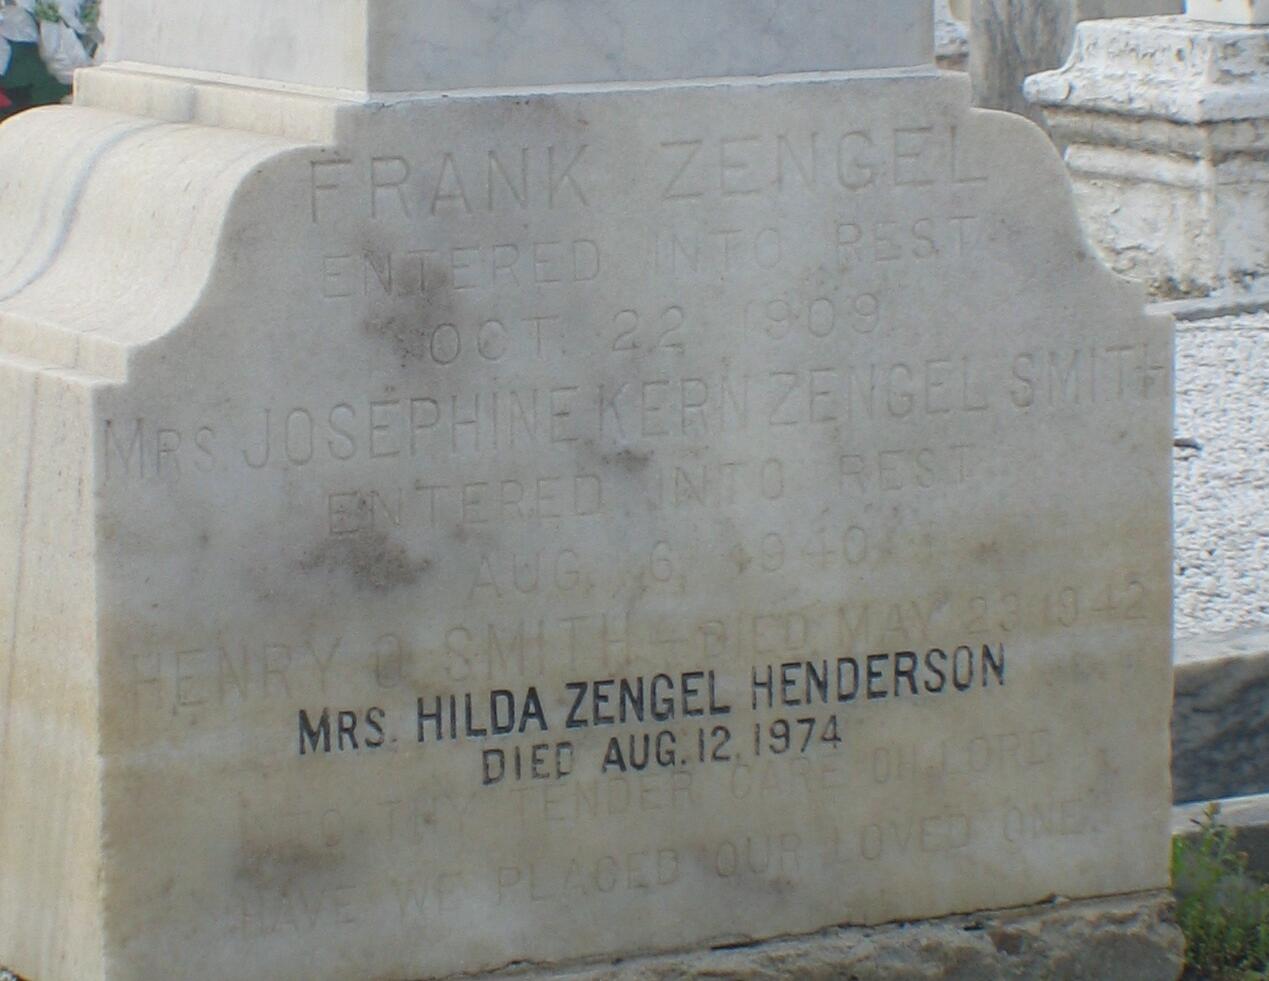 FRANK ZENGEL
ENTERED INTO REST
OCT. 22 1909
MRS. JOSEPHINE KERN ZENGEL SMITH
ENTERED INTO REST
AUG. 6, 1940
HENRY O. SMITH - DIED MAY 23 1942
MRS. HILDA ZENGEL HENDERSON
DIED AUG. 12, 1974
INTO THY TENDER CARE OH LORD
HAVE WE PLACED OUR LOVED ONE.